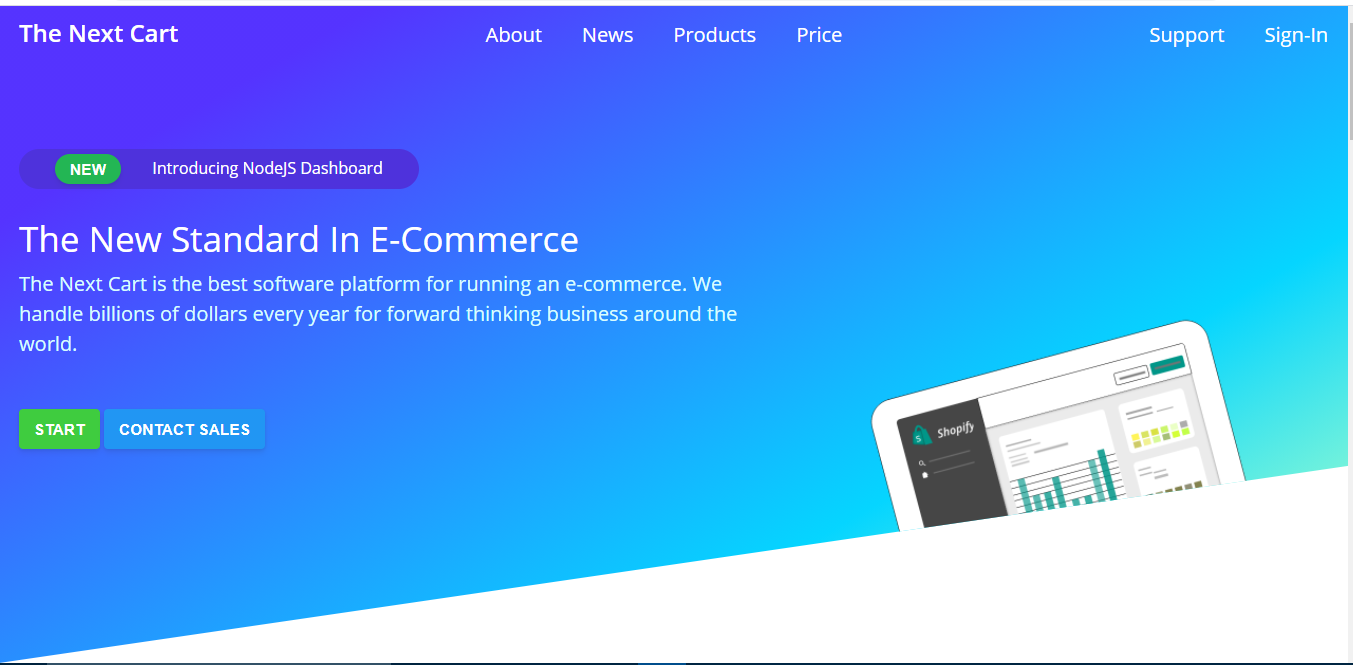 The Next Cart
About
News
Products
Price
Support
Sign-In
NEW
Introducing NodeJS Dashboard
The New Standard In E-Commerce
The Next Cart is the best software platform for running an e-commerce. We
handle billions of dollars every year for forward thinking business around the
world.
START
CONTACT SALES
Shopify